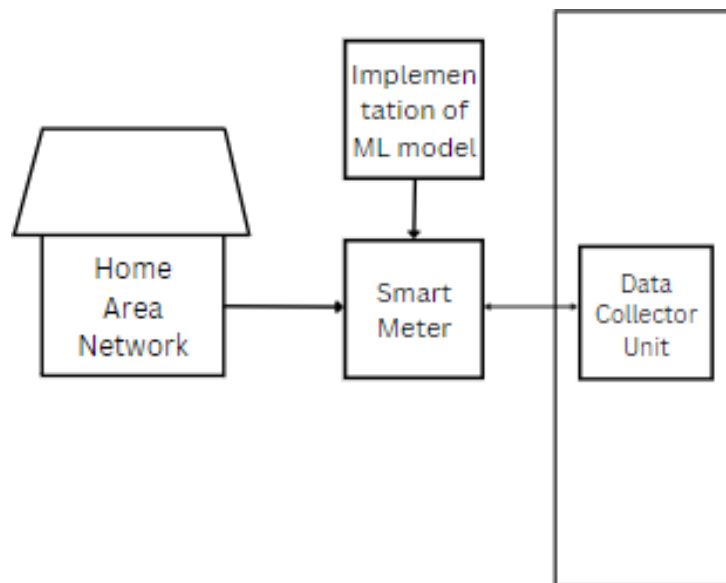 Implemen
tation of
ML model
Home
Area
Network
Smart
Meter
Data
Collector
Unit